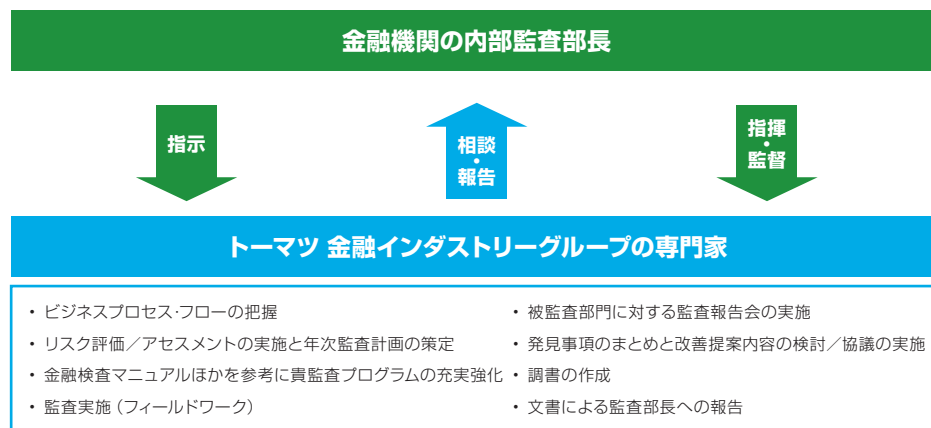 金融機関の内部監査部長
指示
相談
・
報告
指揮
・
監督
トーマツ 金融インダストリーグループの専門家
・ ビジネスプロセス・フローの把握
・ リスク評価／アセスメントの実施と年次監査計画の策定
・ 金融検査マニュアルほかを参考に貴監査プログラムの充実強化
・ 監査実施（フィールドワーク）
・ 被監査部門に対する監査報告会の実施
・ 発見事項のまとめと改善提案内容の検討／協議の実施
・ 調書の作成
・ 文書による監査部長への報告